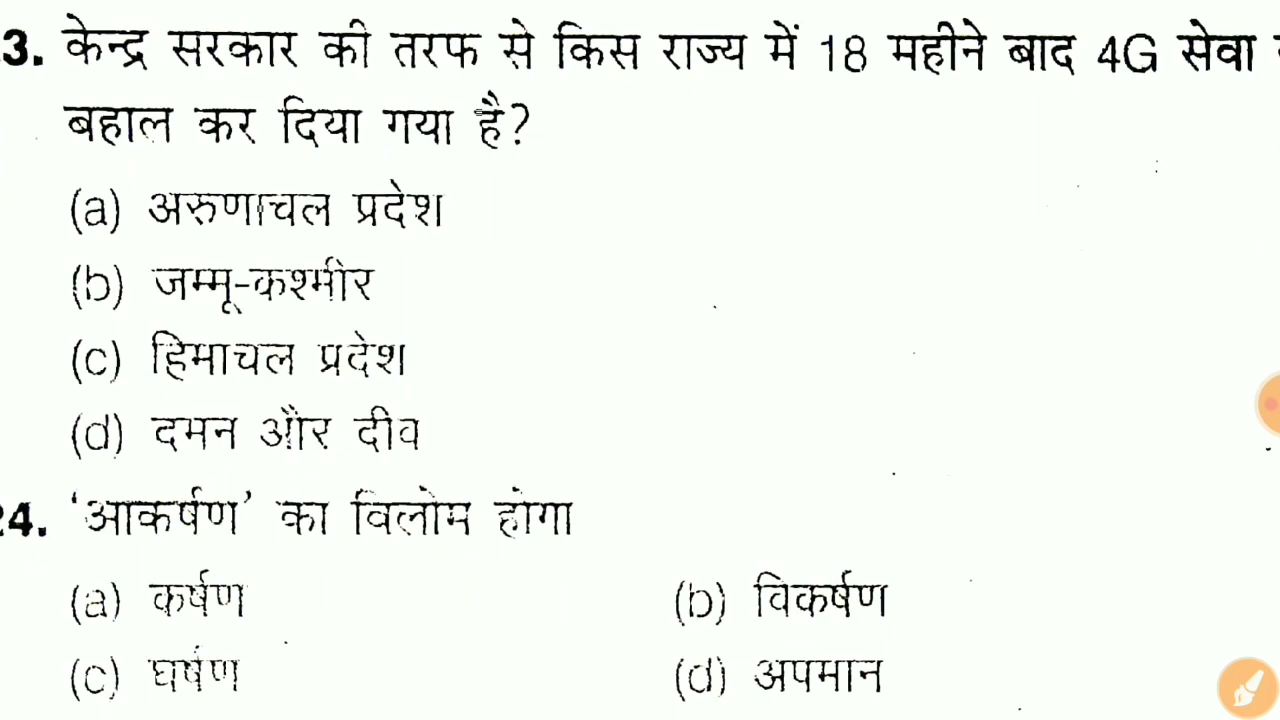 3. केन्द्र सरकार की तरफ से किस राज्य में 18 महीने बाद 4G सेवा
बहाल कर दिया गया है?
(a) अरुणाचल प्रदेश
(b) जम्मू-कश्मीर
(c) हिमाचल प्रदेश
(d) दमन और दीव
24. 'आकर्षण' का विलोम होगा
(a) कर्षण (b) विकर्षण
(c) घर्षण (d) अपमान